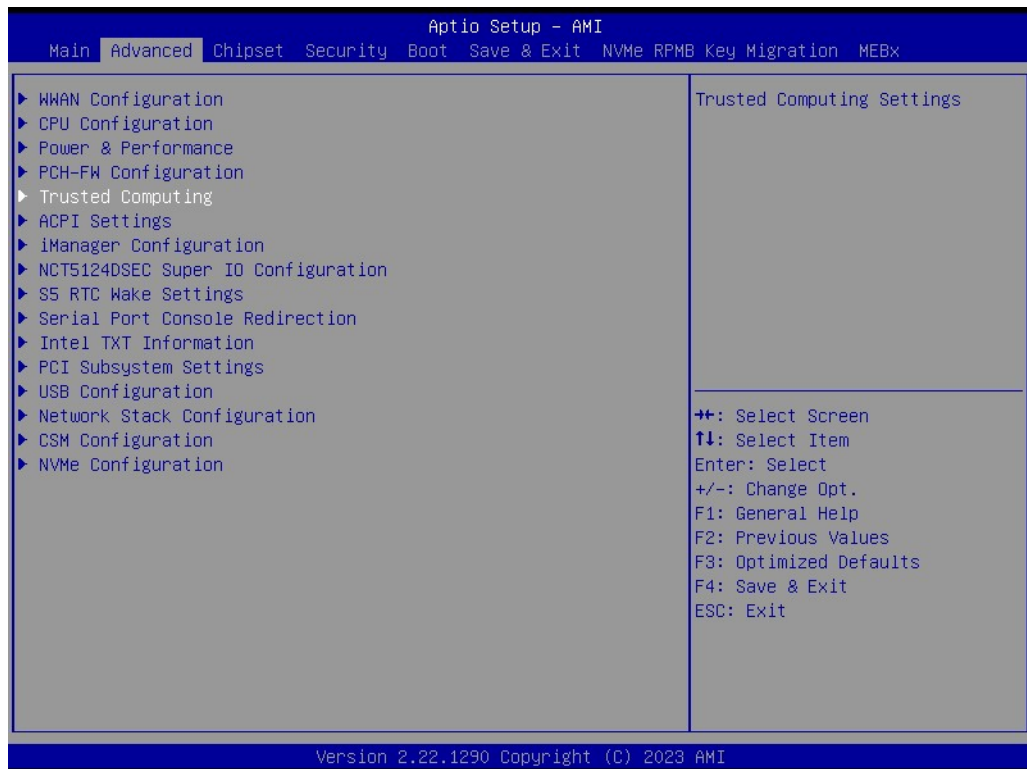 Aptio Setup – AMI
Main Advanced Chipset Security Boot Save & Exit NVMe RPMB Key Migration MEBx
WWAN Configuration
CPU Configuration
Power & Performance
PCH-FW Configuration
Trusted Computing
ACPI Settings
iManager Configuration
NCT5124DSEC Super IO Configuration
S5 RTC Wake Settings
Serial Port Console Redirection
Intel TXT Information
PCI Subsystem Settings
USB Configuration
Network Stack Configuration
CSM Configuration
NVMe Configuration
Trusted Computing Settings
→←: Select Screen
↑↓: Select Item
Enter: Select
+/-: Change Opt.
F1: General Help
F2: Previous Values
F3: Optimized Defaults
F4: Save & Exit
ESC: Exit
Version 2.22.1290 Copyright (C) 2023 AMI